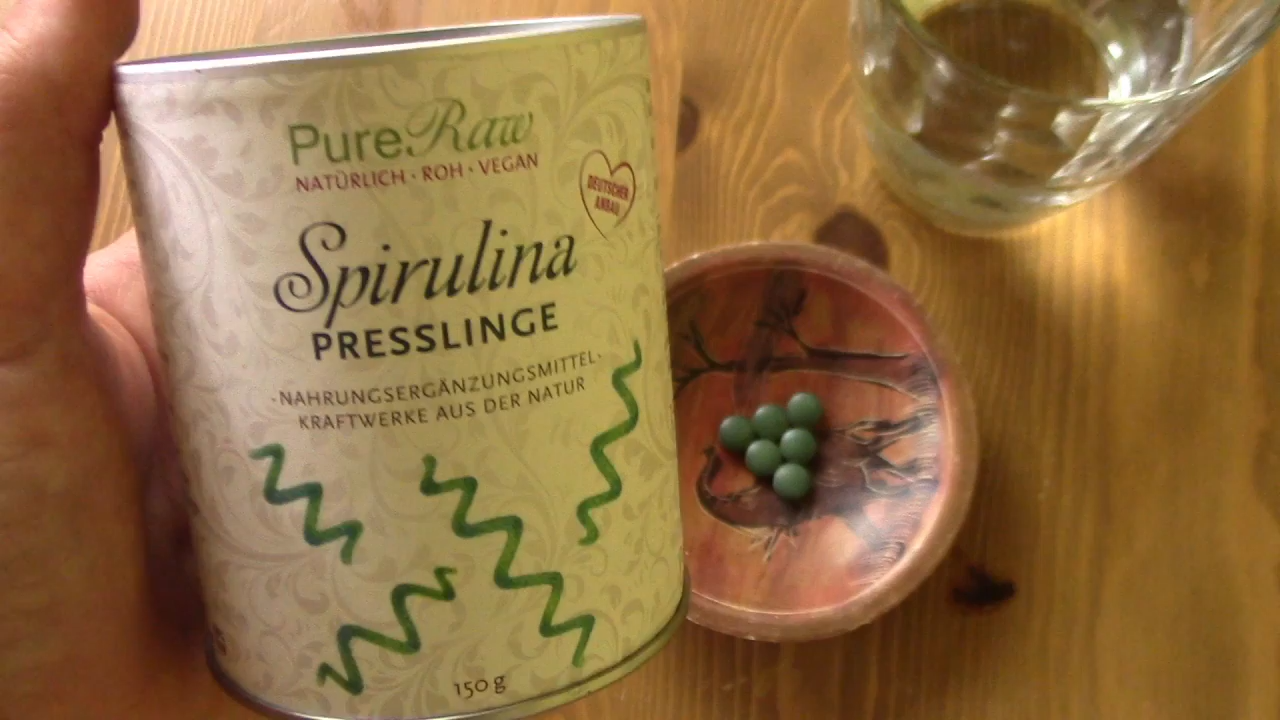 PureRaw
NATÜRLICH · ROH · VEGAN
DEUTSCHER
ANBAU
Spirulina
PRESSLINGE
-NAHRUNGSERGÄNZUNGSMITTEL-
KRAFTWERKE AUS DER NATUR
150 g